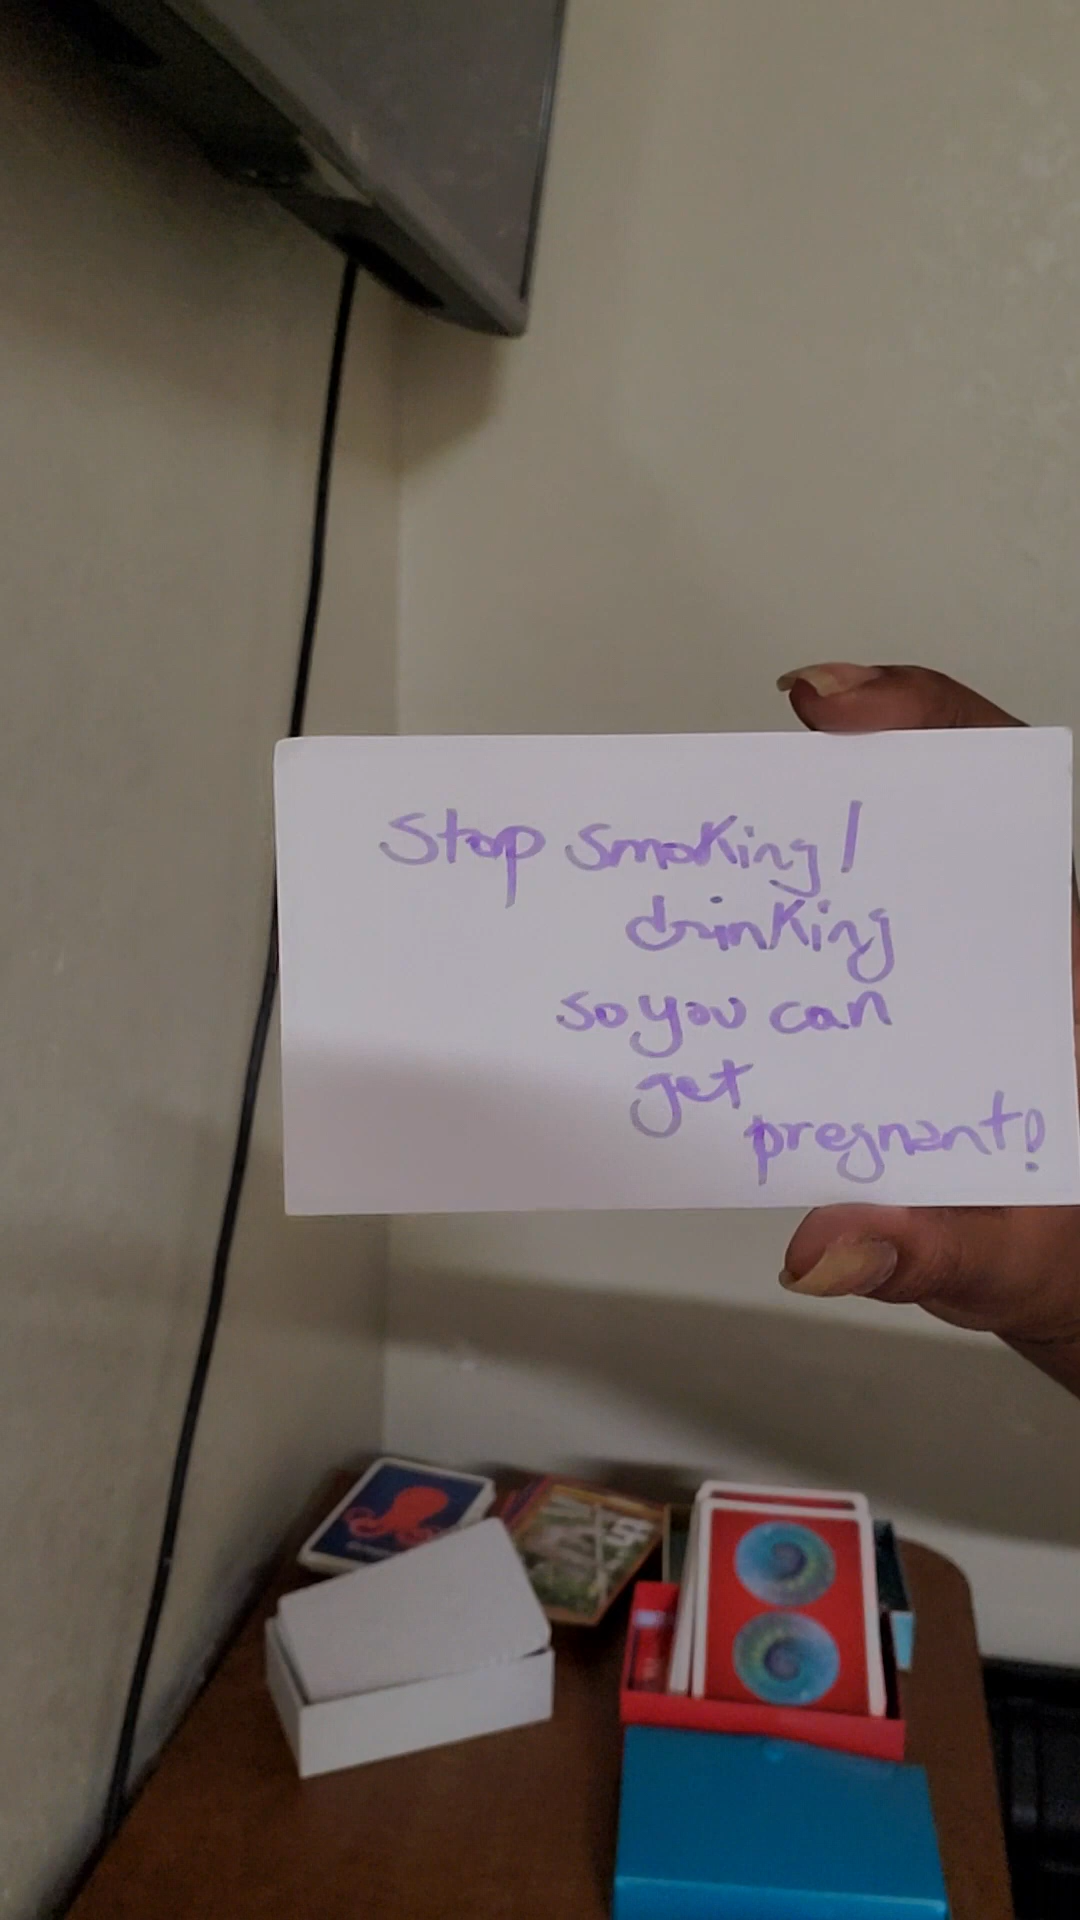 Stop smoking/
drinking
so you can
get
pregnant!